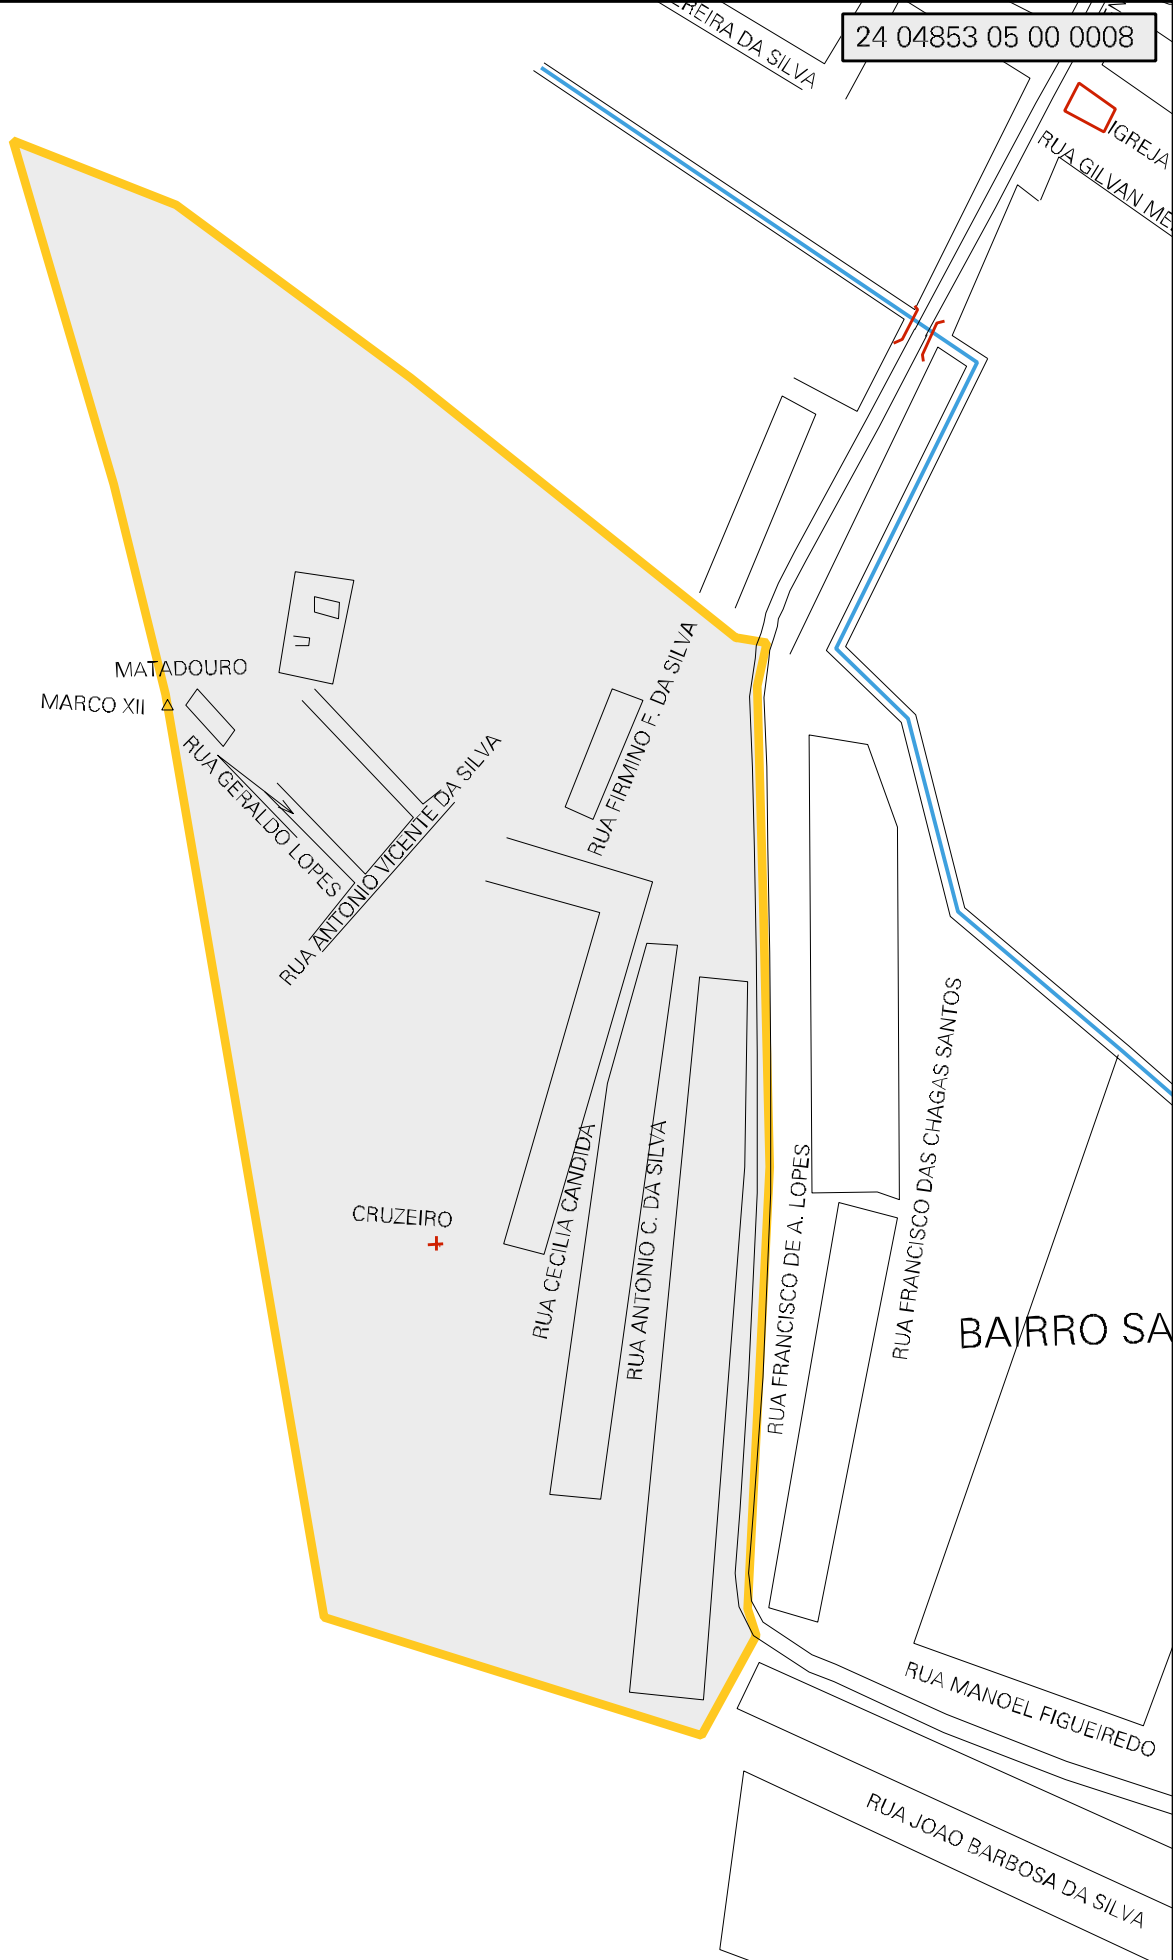 24 04853 05 00 0008
REIRA DA SILVA
IGREJA
RUA GILVAN ME
MATADOURO
MARCO XII
RUA GERALDO LOPES
RUA ANTONIO VICENTE DA SILVA
RUA FIRMINO F. DA SILVA
RUA FRANCISCO DAS CHAGAS SANTOS
RUA CECILIA CANDIDA
RUA ANTONIO C. DA SILVA
RUA FRANCISCO DE A. LOPES
CRUZEIRO
BAIRRO SA
RUA MANOEL FIGUEIREDO
RUA JOAO BARBOSA DA SILVA